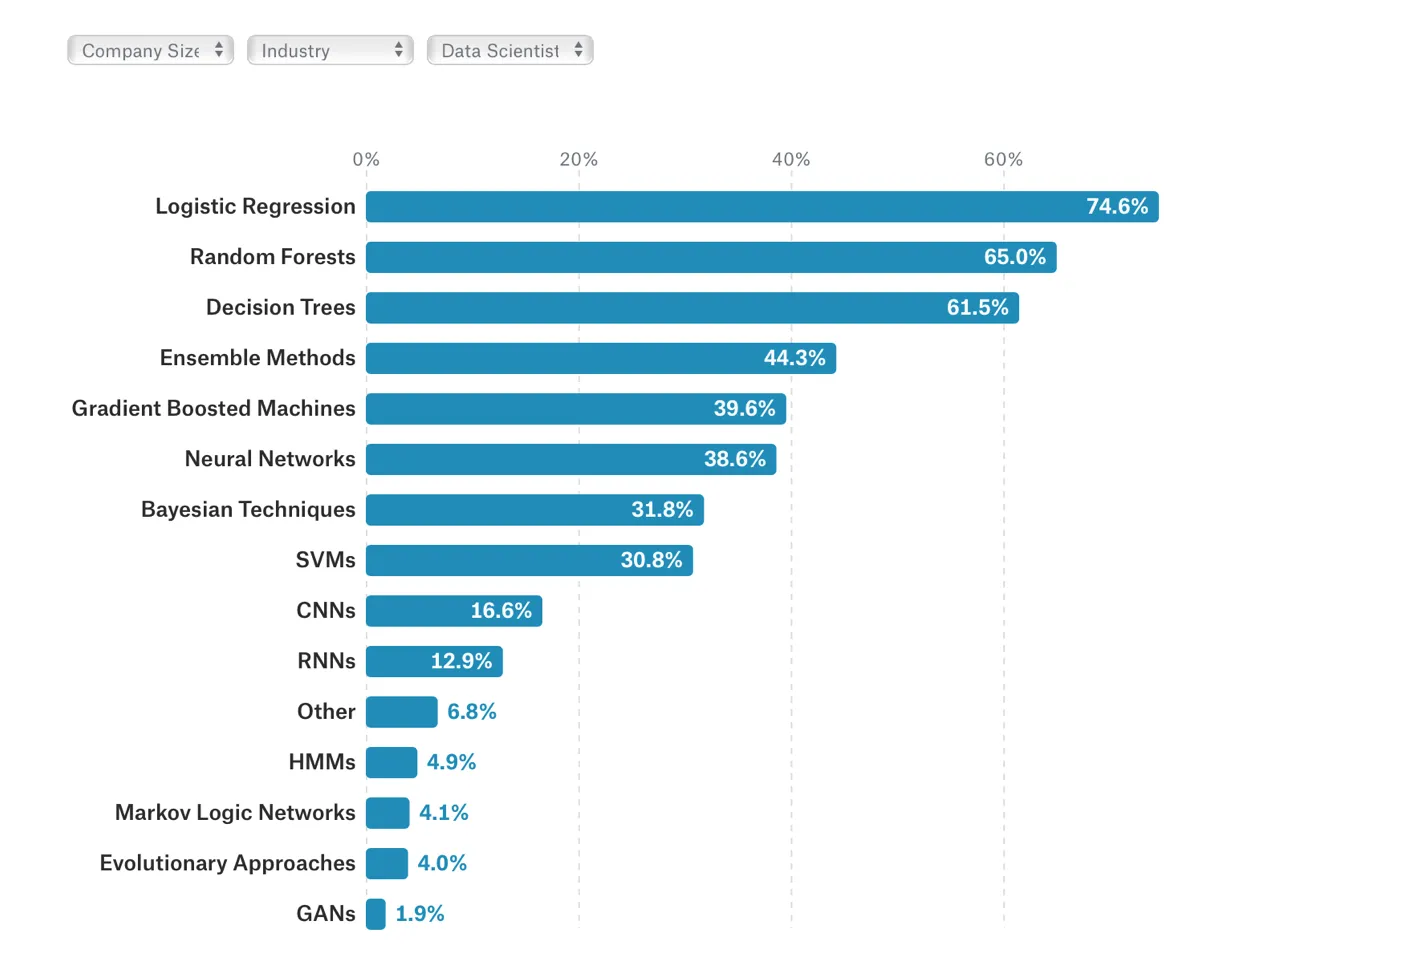 Company Size Industry Data Scientist
0% 20% 40% 60%
Logistic Regression 74.6%
Random Forests 65.0%
Decision Trees 61.5%
Ensemble Methods 44.3%
Gradient Boosted Machines 39.6%
Neural Networks 38.6%
Bayesian Techniques 31.8%
SVMs 30.8%
CNNs 16.6%
RNNs 12.9%
Other 6.8%
HMMs 4.9%
Markov Logic Networks 4.1%
Evolutionary Approaches 4.0%
GANs 1.9%